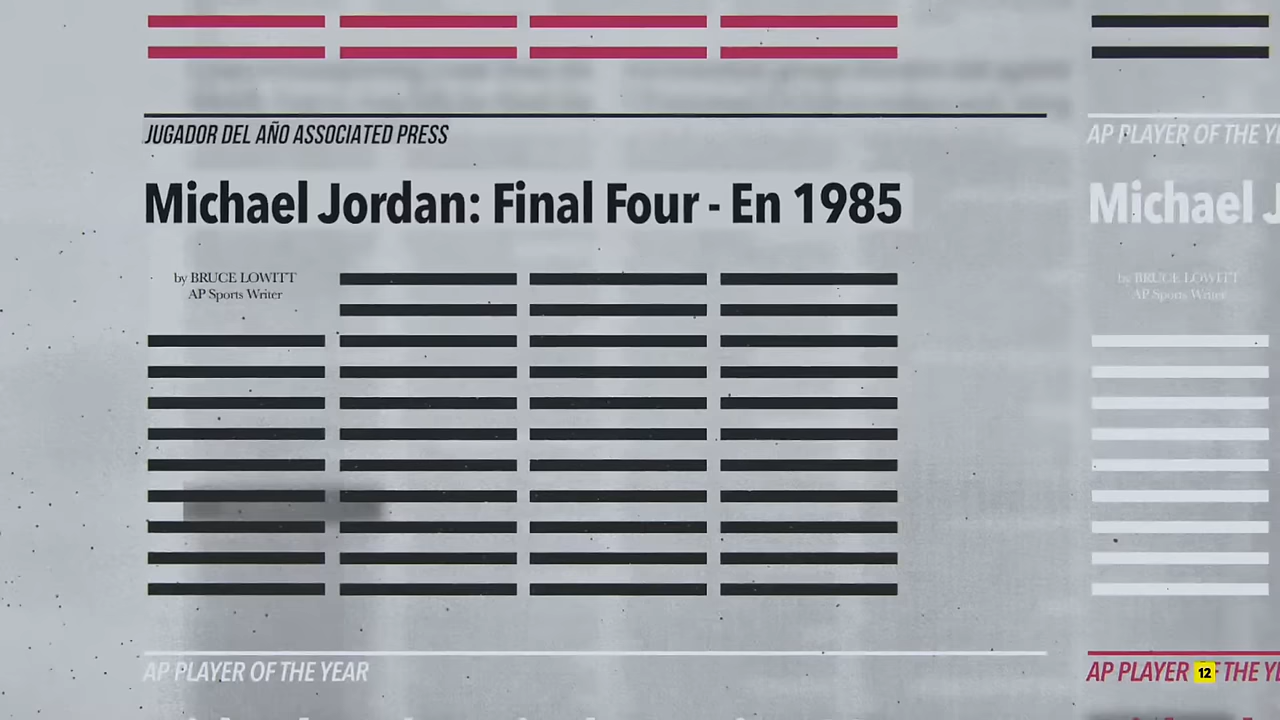 JUGADOR DEL AÑO ASSOCIATED PRESS
Michael Jordan: Final Four - En 1985
by BRUCE LOWITT
AP Sports Writer
AP PLAYER OF THE YEAR
AP PLAYER OF THE YE
Michael J
by BRUCE LOWITT
AP Sports Writer
AP PLAYER OF THE YE
12